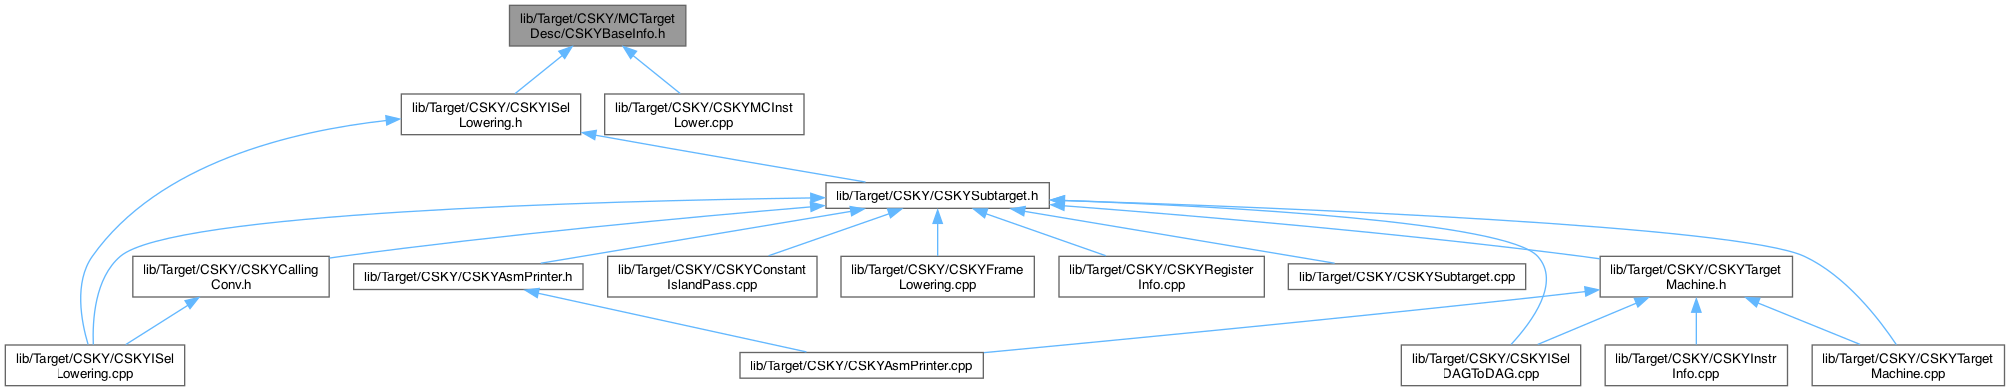 lib/Target/CSKY/MCTarget
Desc/CSKYBaseInfo.h
lib/Target/CSKY/CSKYISel
Lowering.h
lib/Target/CSKY/CSKYMCInst
Lower.cpp
lib/Target/CSKY/CSKYSubtarget.h
lib/Target/CSKY/CSKYCalling
Conv.h
lib/Target/CSKY/CSKYAsmPrinter.h
lib/Target/CSKY/CSKYConstant
IslandPass.cpp
lib/Target/CSKY/CSKYFrame
Lowering.cpp
lib/Target/CSKY/CSKYRegister
Info.cpp
lib/Target/CSKY/CSKYSubtarget.cpp
lib/Target/CSKY/CSKYTarget
Machine.h
lib/Target/CSKY/CSKYISel
Lowering.cpp
lib/Target/CSKY/CSKYAsmPrinter.cpp
lib/Target/CSKY/CSKYISel
DAGToDAG.cpp
lib/Target/CSKY/CSKYInstr
Info.cpp
lib/Target/CSKY/CSKYTarget
Machine.cpp